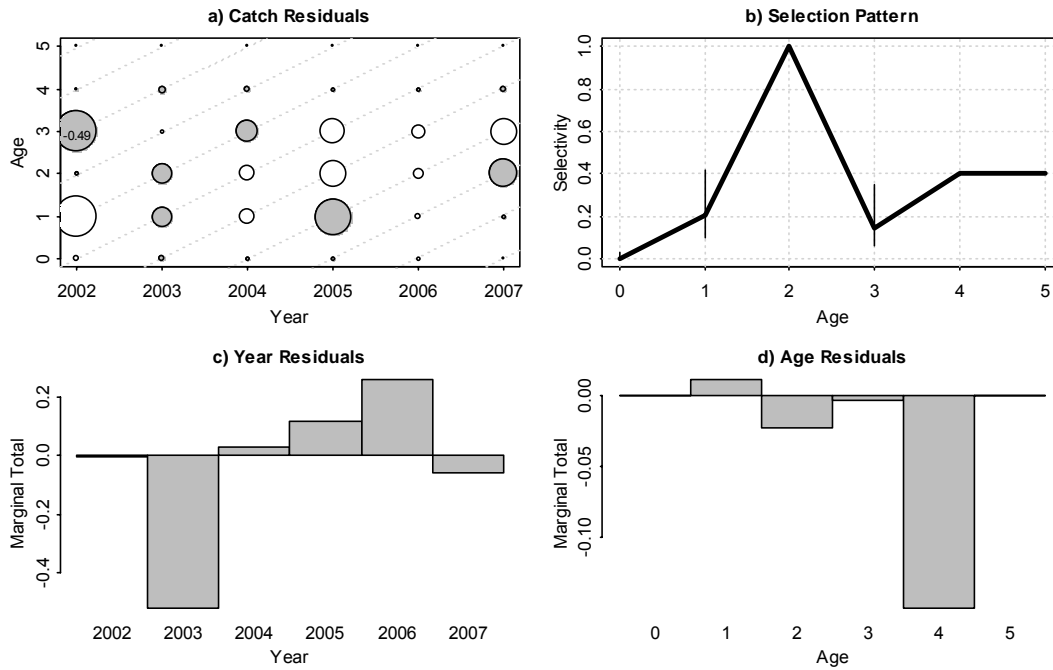 a) Catch Residuals
Age
5
4
3
2
1
0
-0.49
2002 2003 2004 2005 2006 2007
Year
b) Selection Pattern
Selectivity
1.0
0.8
0.6
0.4
0.2
0.0
0 1 2 3 4 5
Age
c) Year Residuals
Marginal Total
0.2
0.0
-0.2
-0.4
2002 2003 2004 2005 2006 2007
Year
d) Age Residuals
Marginal Total
0.00
-0.05
-0.10
0 1 2 3 4 5
Age